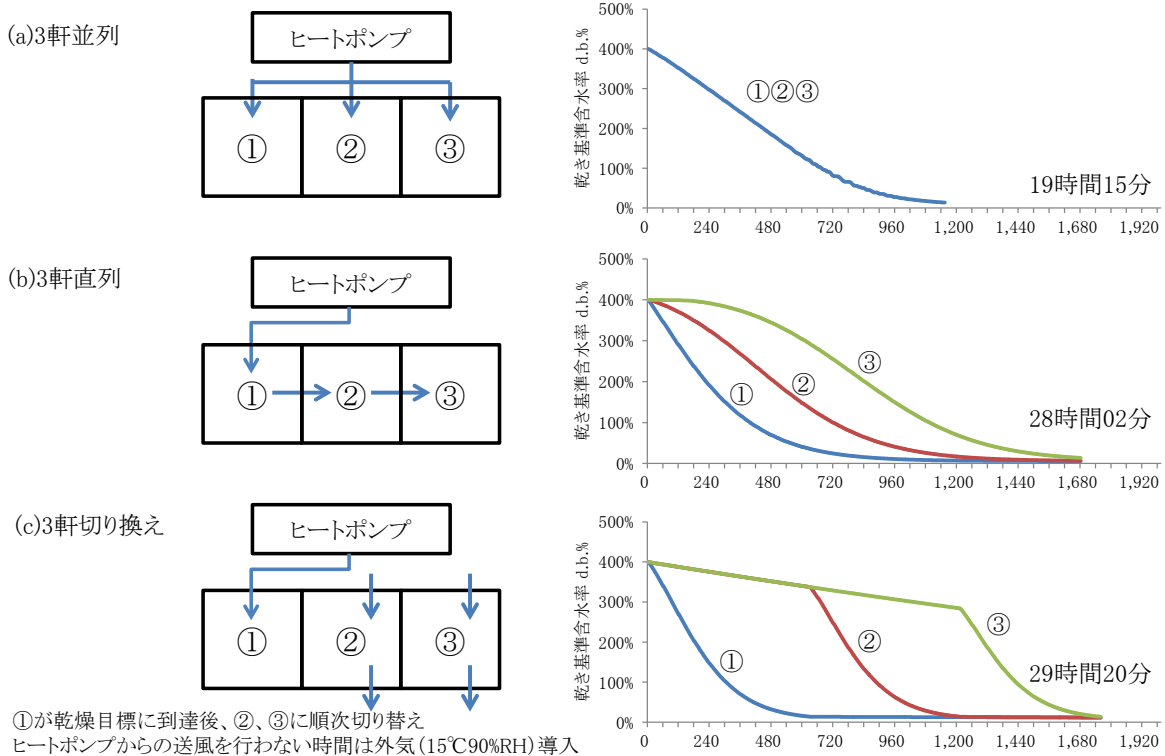 (a)3軒並列
ヒートポンプ
① ② ③
乾き基準含水率 d.b.%
500%
400%
300%
200%
100%
0%
①②③
19時間15分
0 240 480 720 960 1,200 1,440 1,680 1,920
(b)3軒直列
ヒートポンプ
① ② ③
乾き基準含水率 d.b.%
500%
400%
300%
200%
100%
0%
①
②
③
28時間02分
0 240 480 720 960 1,200 1,440 1,680 1,920
(c)3軒切り換え
ヒートポンプ
① ② ③
①が乾燥目標に到達後、②、③に順次切り替え
ヒートポンプからの送風を行わない時間は外気(15℃90%RH)導入
乾き基準含水率 d.b.%
500%
400%
300%
200%
100%
0%
①
②
③
29時間20分
0 240 480 720 960 1,200 1,440 1,680 1,920